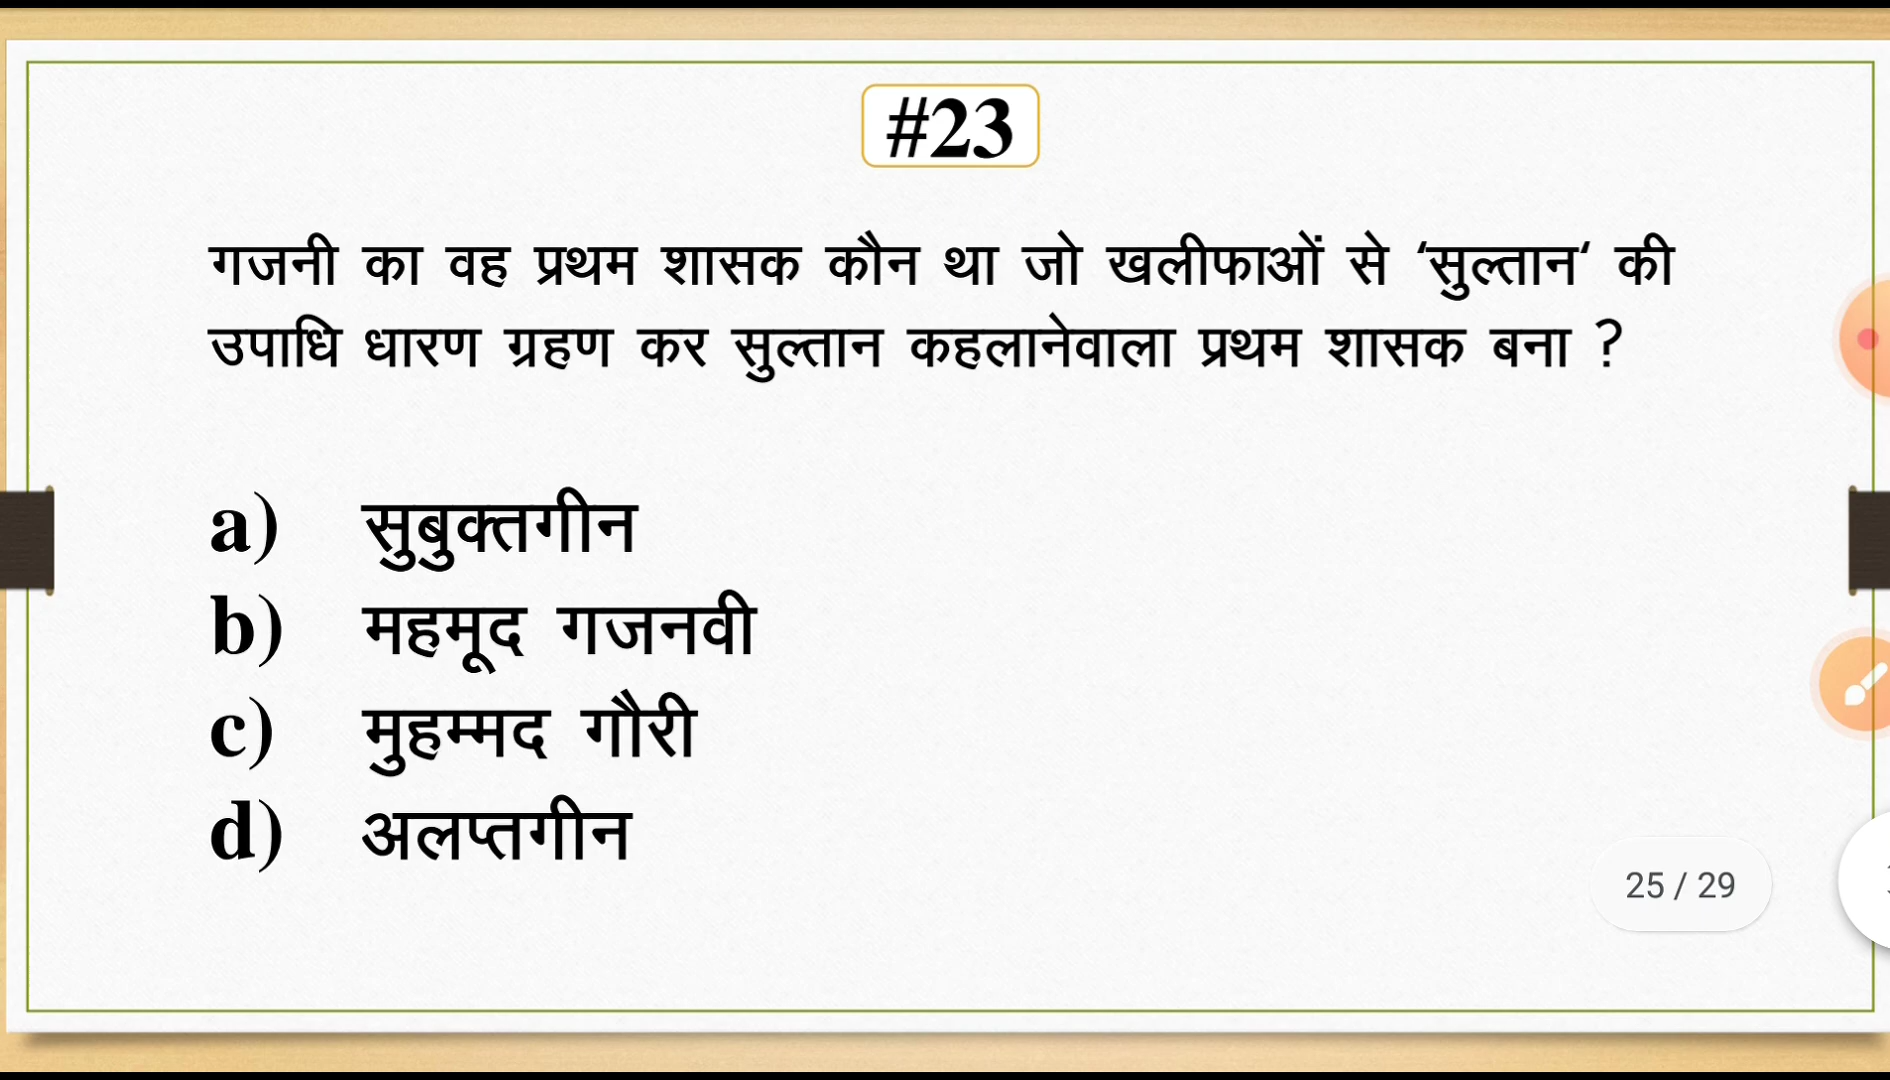 #23
गजनी का वह प्रथम शासक कौन था जो खलीफाओं से ‘सुल्तान‘ की
उपाधि धारण ग्रहण कर सुल्तान कहलानेवाला प्रथम शासक बना ?
a) सुबुक्तगीन
b) महमूद गजनवी
c) मुहम्मद गौरी
d) अलप्तगीन
25 / 29